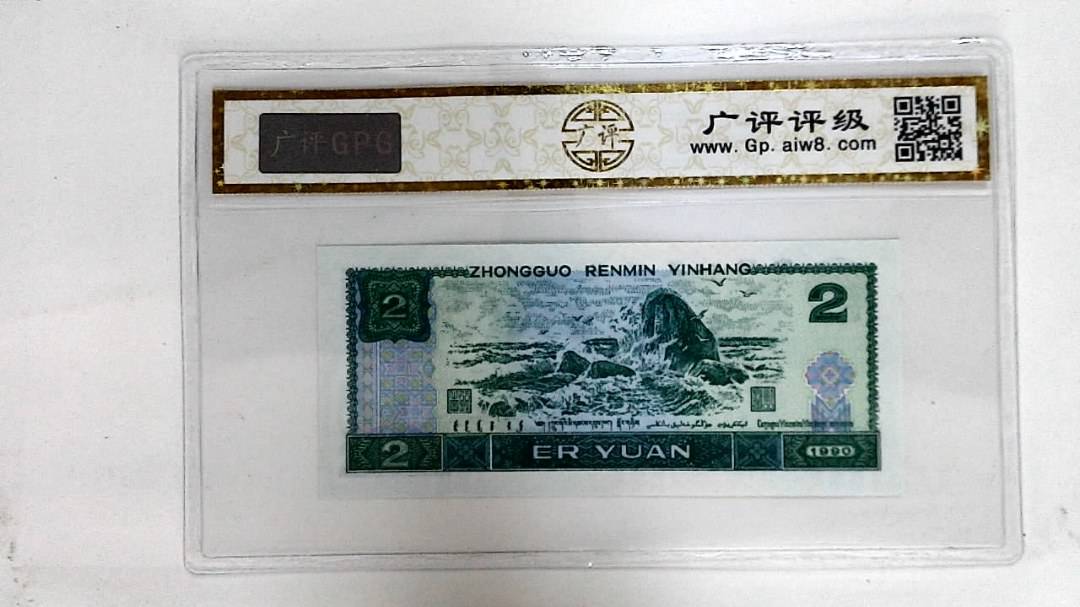 广评GPG
广评
广评评级
www. Gp. aiw8. com
ZHONGGUO RENMIN YINHANG
2
2
2
ER YUAN
1990